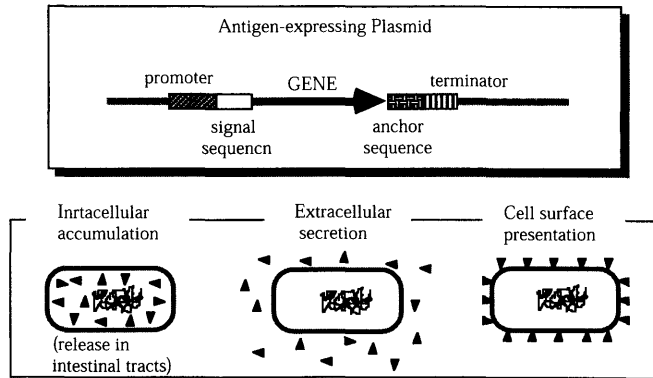 Antigen-expressing Plasmid
promoter
GENE
terminator
signal
sequencn
anchor
sequence
Inrtacellular
accumulation
Extracellular
secretion
Cell surface
presentation
(release in
intestinal tracts)